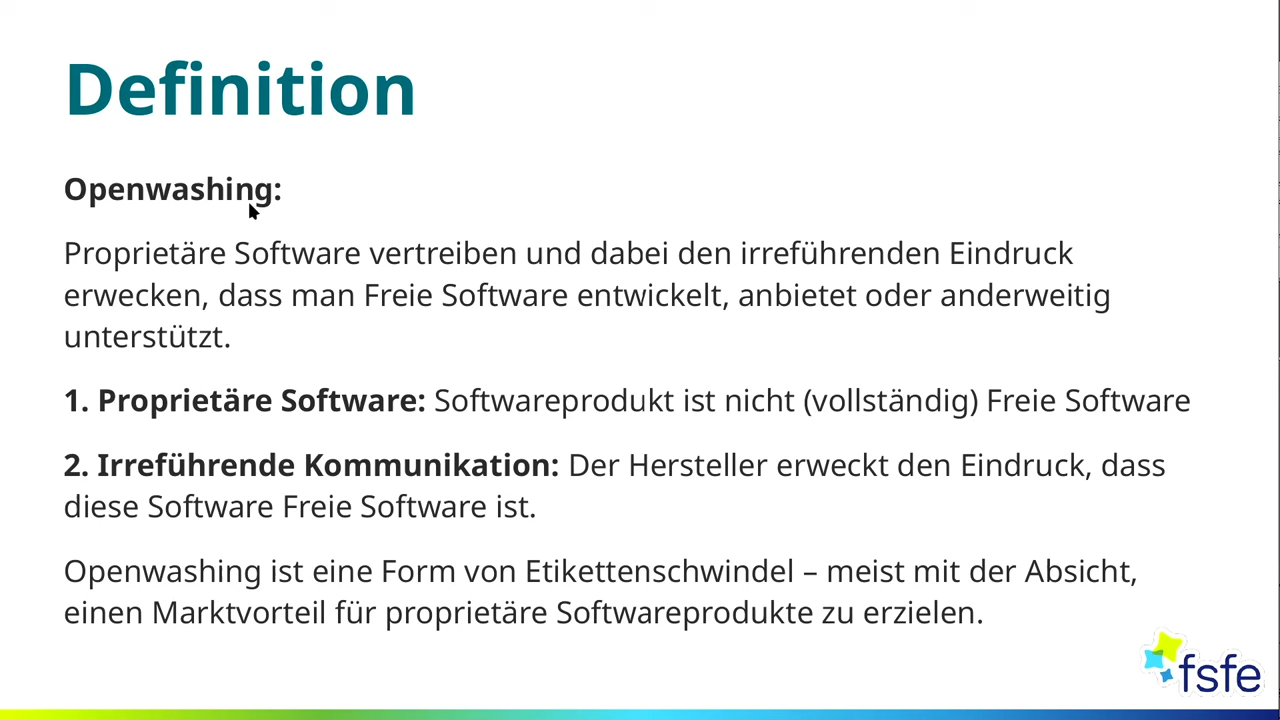 Definition
Openwashing:
Proprietäre Software vertreiben und dabei den irreführenden Eindruck
erwecken, dass man Freie Software entwickelt, anbietet oder anderweitig
unterstützt.
1. Proprietäre Software: Softwareprodukt ist nicht (vollständig) Freie Software
2. Irreführende Kommunikation: Der Hersteller erweckt den Eindruck, dass
diese Software Freie Software ist.
Openwashing ist eine Form von Etikettenschwindel – meist mit der Absicht,
einen Marktvorteil für proprietäre Softwareprodukte zu erzielen.
fsfe